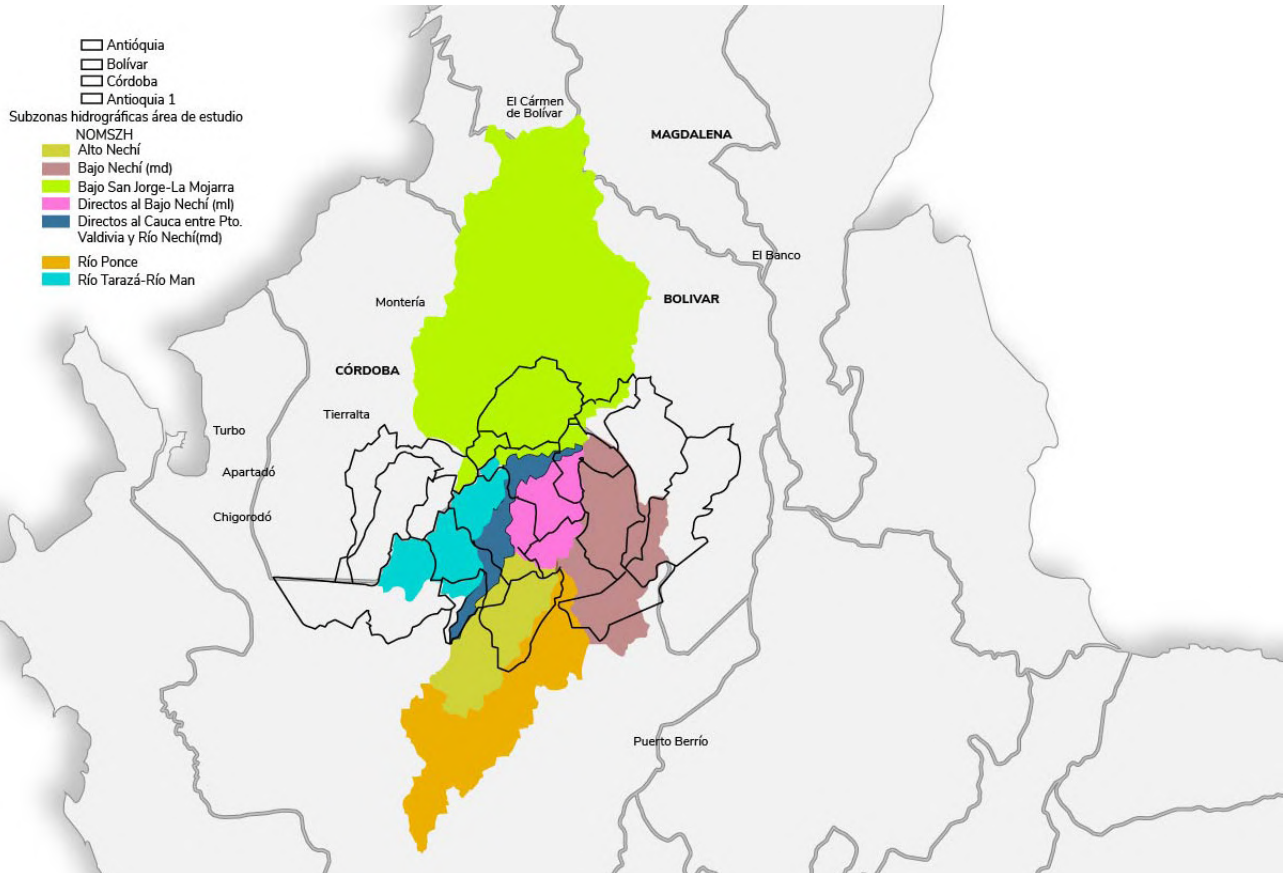 Antióquia
Bolívar
Córdoba
Antioquia 1
Subzonas hidrográficas área de estudio
NOMSZH
Alto Nechí
Bajo Nechí (md)
Bajo San Jorge-La Mojarra
Directos al Bajo Nechí (ml)
Directos al Cauca entre Pto.
Valdivia y Río Nechí(md)
Río Ponce
Río Tarazá-Río Man
El Cármen
de Bolívar
MAGDALENA
El Banco
Montería
BOLIVAR
CÓRDOBA
Tierralta
Turbo
Apartadó
Chigorodó
Puerto Berrío